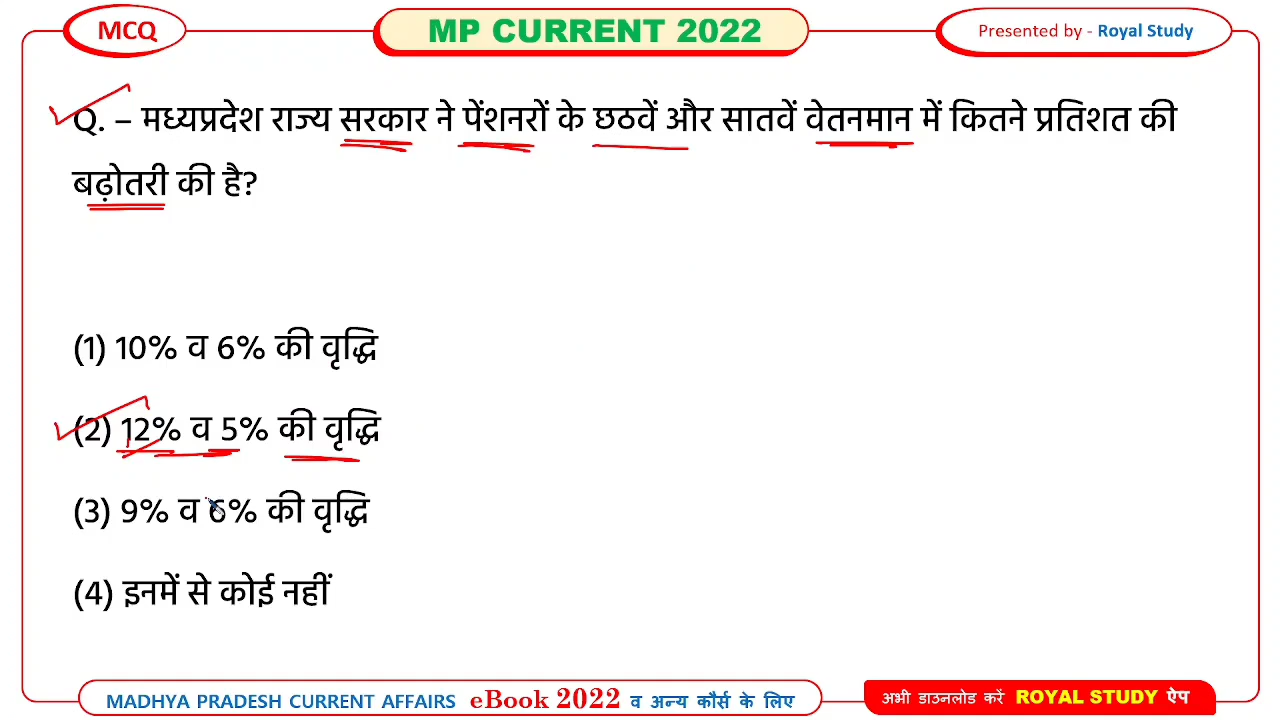 MCQ
MP CURRENT 2022
Presented by - Royal Study
Q. – मध्यप्रदेश राज्य सरकार ने पेंशनरों के छठवें और सातवें वेतनमान में कितने प्रतिशत की
बढ़ोतरी की है?
(1) 10% व 6% की वृद्धि
(2) 12% व 5% की वृद्धि
(3) 9% व 6% की वृद्धि
(4) इनमें से कोई नहीं
MADHYA PRADESH CURRENT AFFAIRS eBook 2022 व अन्य कौर्स के लिए
अभी डाउनलोड करें ROYAL STUDY ऐप